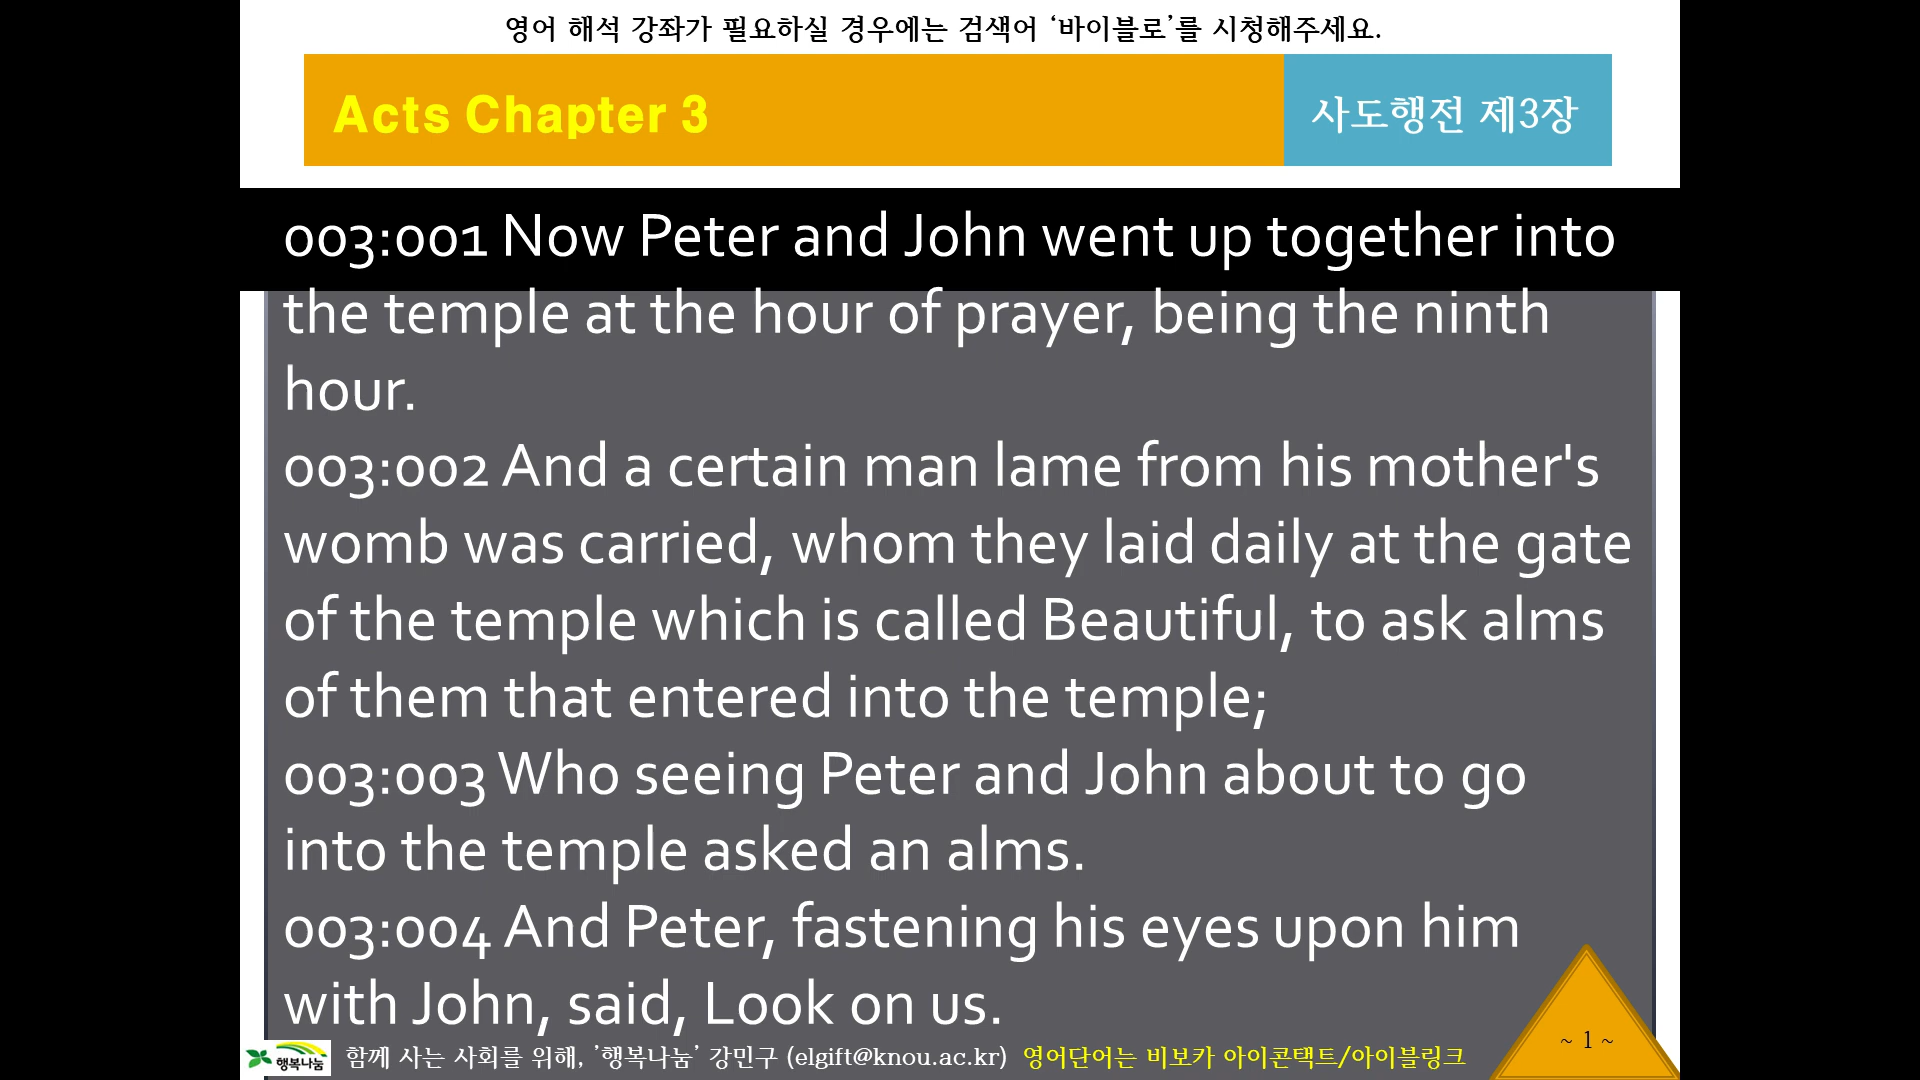 영어 해석 강좌가 필요하실 경우에는 검색어 ‘바이블로’를 시청해주세요.
Acts Chapter 3
사도행전 제3장
003:001 Now Peter and John went up together into
the temple at the hour of prayer, being the ninth
hour.
003:002 And a certain man lame from his mother's
womb was carried, whom they laid daily at the gate
of the temple which is called Beautiful, to ask alms
of them that entered into the temple;
003:003 Who seeing Peter and John about to go
into the temple asked an alms.
003:004 And Peter, fastening his eyes upon him
with John, said, Look on us.
~ 1 ~
행복나눔 함께 사는 사회를 위해, ’행복나눔’ 강민구 (elgift@knou.ac.kr) 영어단어는 비보카 아이콘택트/아이블링크